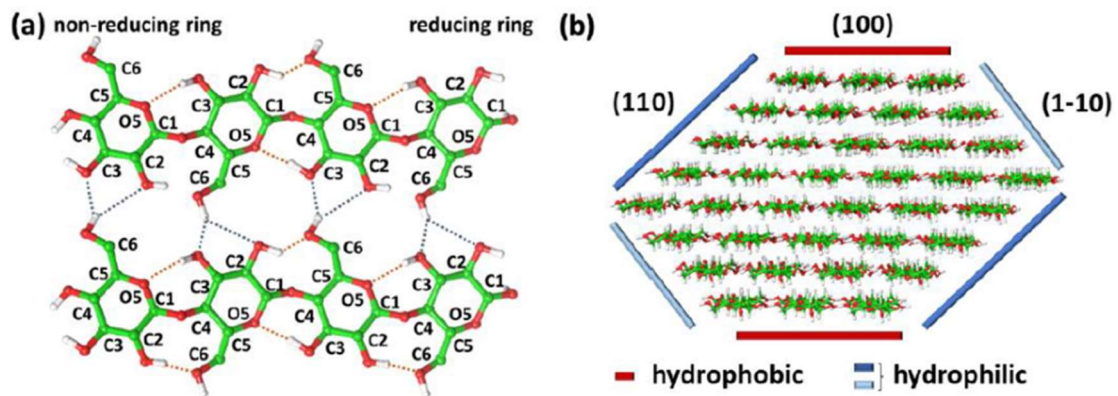 (a) non-reducing ring reducing ring
C6 C2 C6 C2
C5 C3 C1 C5 C3 C1
C4 O5 C1 O5 C4 O5 C1 O5
C3 C2 C4 C5 C3 C2 C4 C5
C6 C6
C6 C2 C6 C2
C5 C3 C1 C5 C3 C1
C4 O5 C1 O5 C4 O5 C1 O5
C3 C2 C4 C5 C3 C2 C4 C5
C6 C6
(b)
(100)
(110) (1-10)
hydrophobic hydrophilic